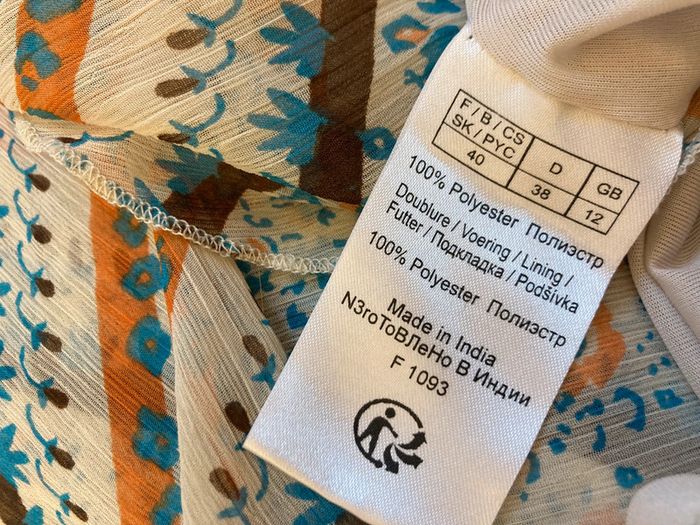 F / B / CS
SK / PYC D GB
40 38 12
100% Polyester Полиэстр
Doublure / Voering / Lining /
Futter / Подкладка / Podšívka
100% Polyester Полиэстр
Made in India
N3гоТоВЛеНо В Индии
F 1093